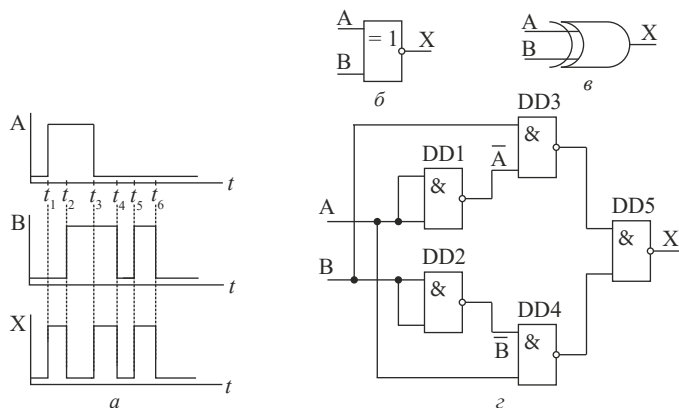 A
t
t₁ t₂ t₃ t₄ t₅ t₆
B
t
X
t
а
A
B
= 1
X
б
A
B
X
в
A
B
DD1
&
A̅
DD2
&
B̅
DD3
&
DD4
&
DD5
&
X
г